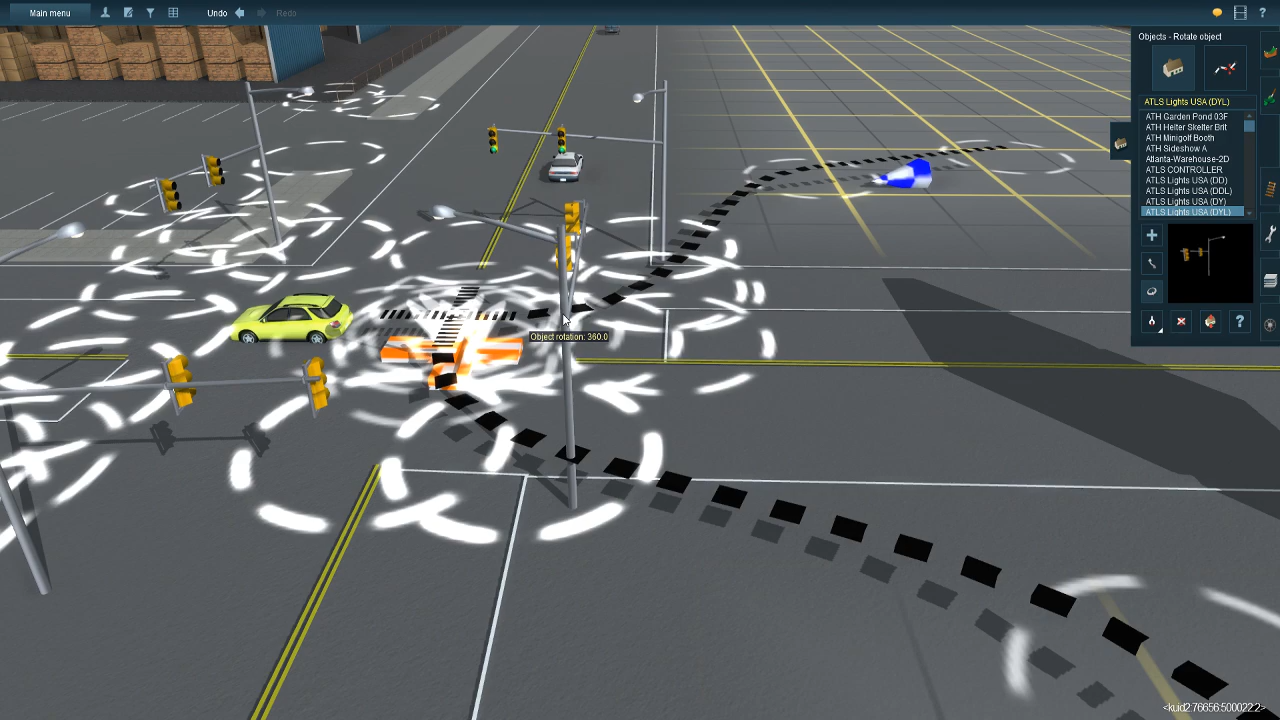 Main menu
Undo
Redo
?
Objects - Rotate object
ATLS Lights USA (DYL)
ATH Garden Pond 03F
ATH Helter Skelter Brit
ATH Minigolf Booth
ATH Sideshow A
Atlanta-Warehouse-2D
ATLS CONTROLLER
ATLS Lights USA (DD)
ATLS Lights USA (DDL)
ATLS Lights USA (DY)
ATLS Lights USA (DYL)
?
Object rotation: 360.0
<kuid2:76656:500022:2>